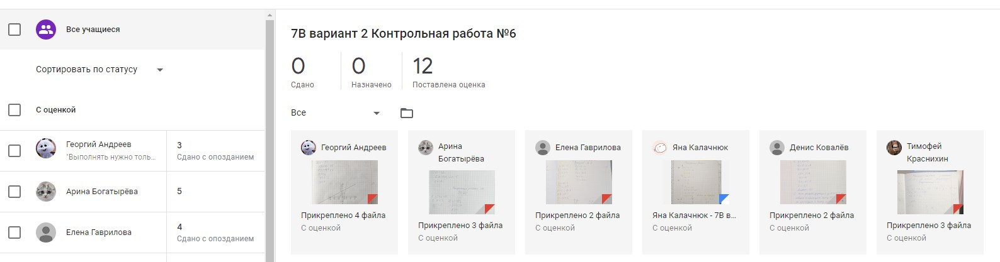 Все учащиеся
Сортировать по статусу
С оценкой
Георгий Андреев
"Выполнять нужно толь...
3
Сдано с опозданием
Арина Богатырёва
5
Елена Гаврилова
4
Сдано с опозданием
7В вариант 2 Контрольная работа №6
0
Сдано
0
Назначено
12
Поставлена оценка
Все
Георгий Андреев
Прикреплено 4 файла
С оценкой
Арина
Богатырёва
Прикреплено 3 файла
С оценкой
Елена Гаврилова
Прикреплено 2 файла
С оценкой
Яна Калачнюк
Яна Калачнюк - 7В в...
С оценкой
Денис Ковалёв
Прикреплено 2 файла
С оценкой
Тимофей
Краснихин
Прикреплено 3 файла
С оценкой